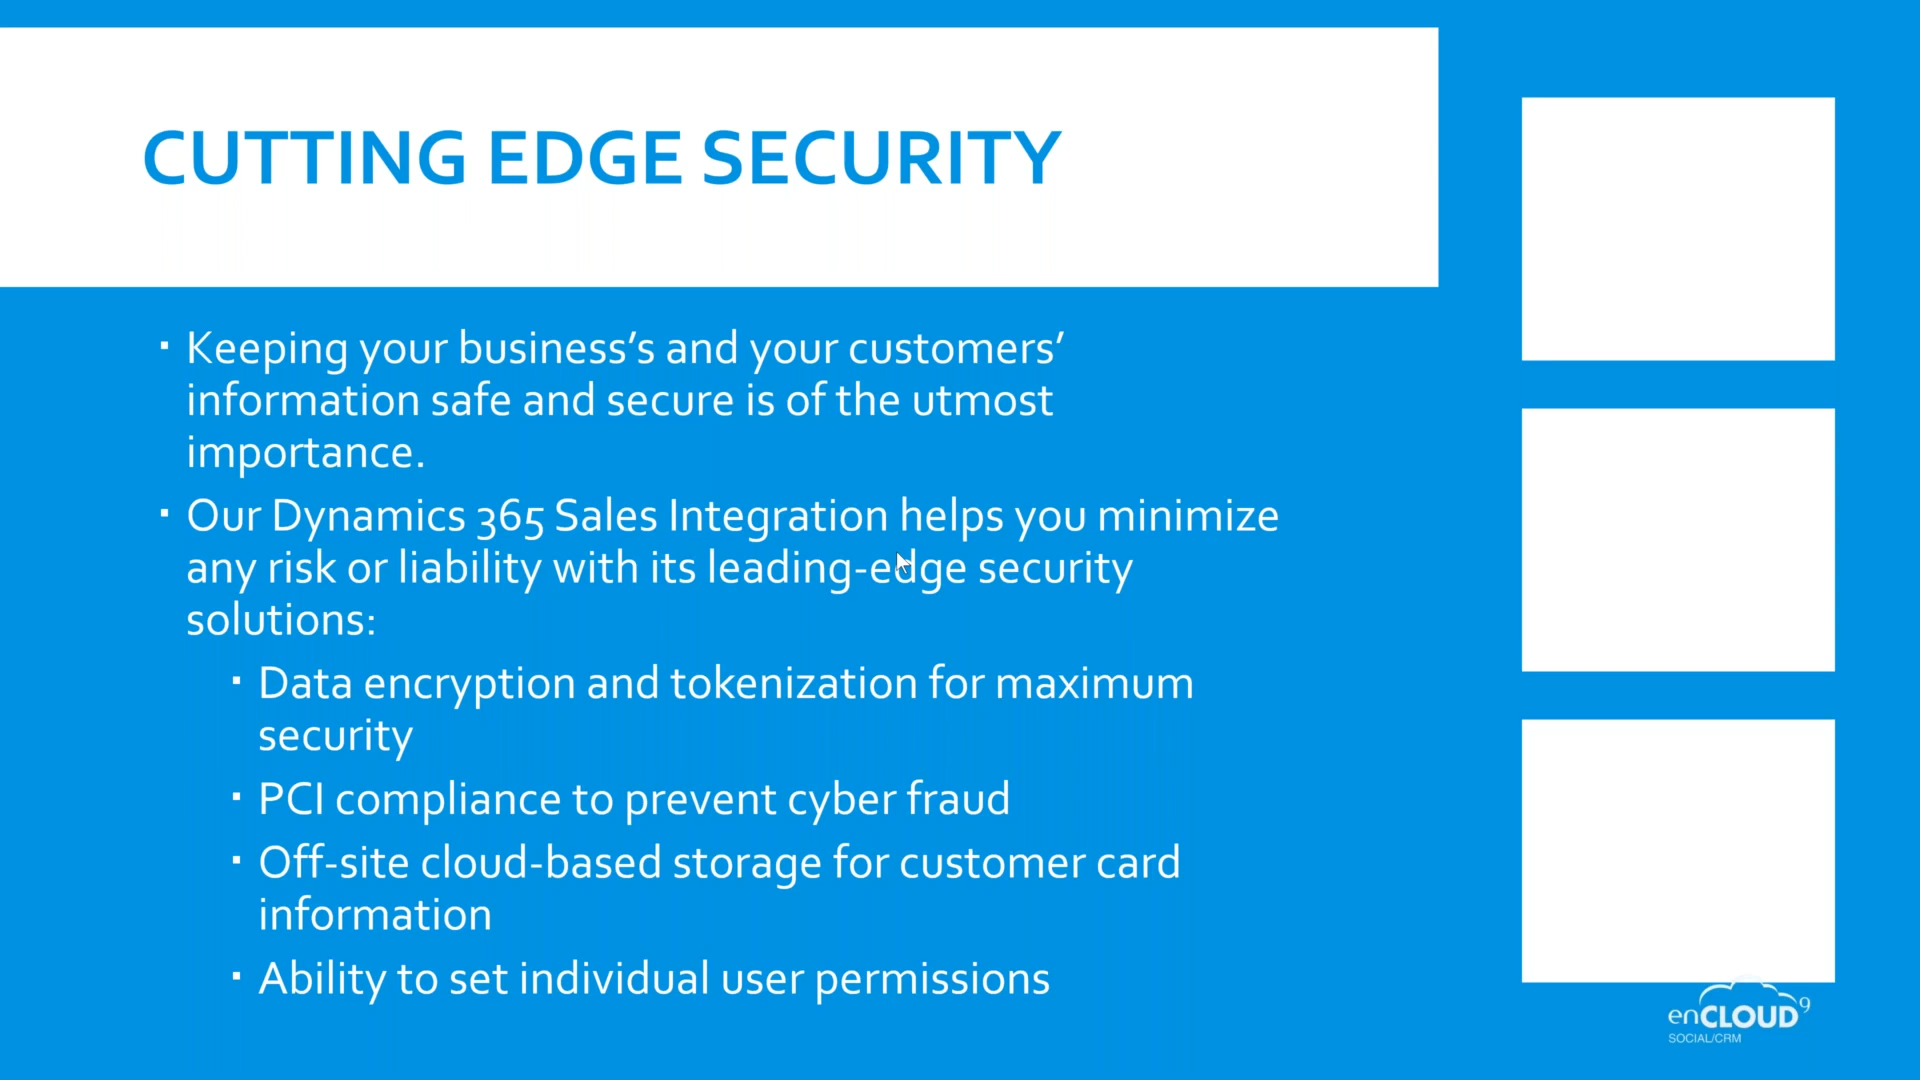 CUTTING EDGE SECURITY
▪ Keeping your business’s and your customers’
information safe and secure is of the utmost
importance.
▪ Our Dynamics 365 Sales Integration helps you minimize
any risk or liability with its leading-edge security
solutions:
▪ Data encryption and tokenization for maximum
security
▪ PCI compliance to prevent cyber fraud
▪ Off-site cloud-based storage for customer card
information
▪ Ability to set individual user permissions
enCLOUD9
SOCIAL/CRM